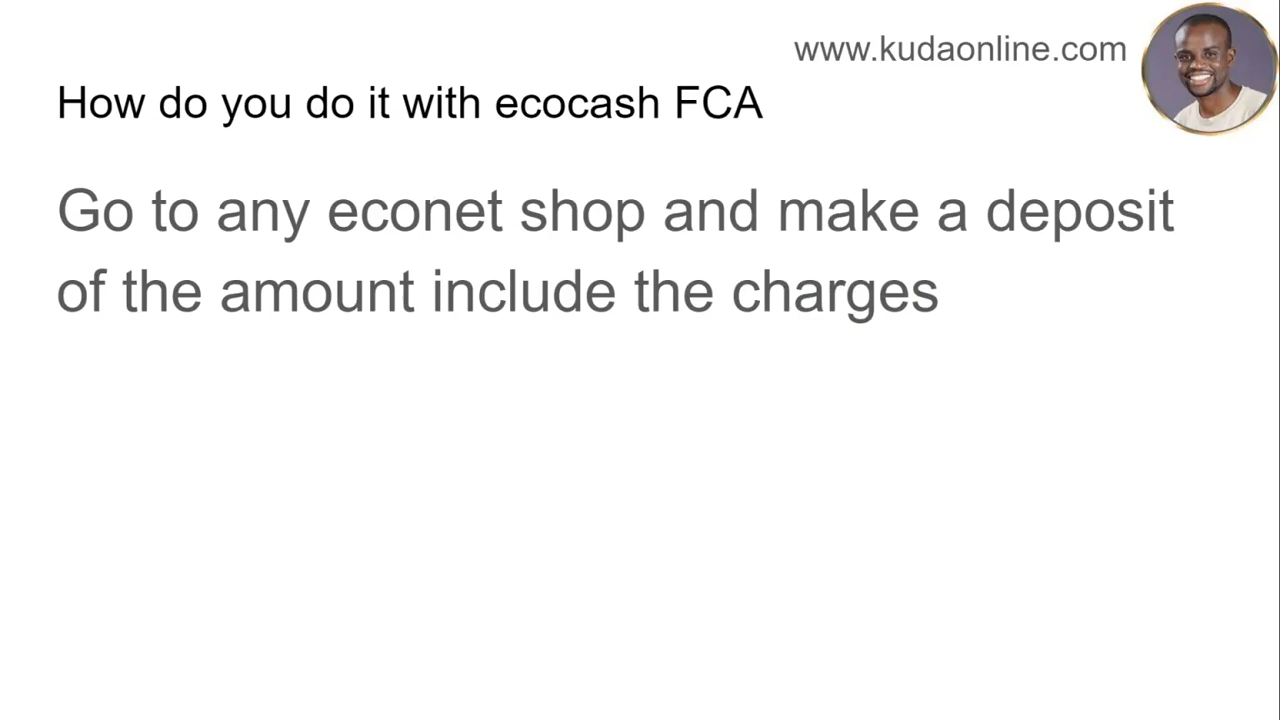 www.kudaonline.com
How do you do it with ecocash FCA
Go to any econet shop and make a deposit
of the amount include the charges